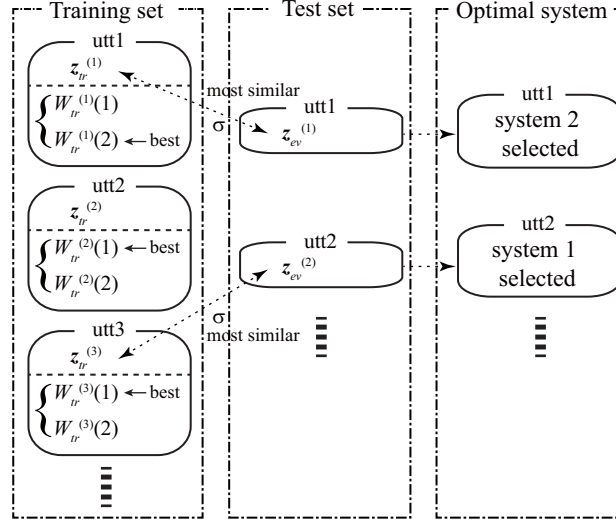 Training set
utt1
z_tr^(1)
W_tr^(1)(1)
W_tr^(1)(2) best
utt2
z_tr^(2)
W_tr^(2)(1) best
W_tr^(2)(2)
utt3
z_tr^(3)
W_tr^(3)(1) best
W_tr^(3)(2)
Test set
most similar
σ
utt1
z_ev^(1)
utt2
z_ev^(2)
σ
most similar
Optimal system
utt1
system 2
selected
utt2
system 1
selected